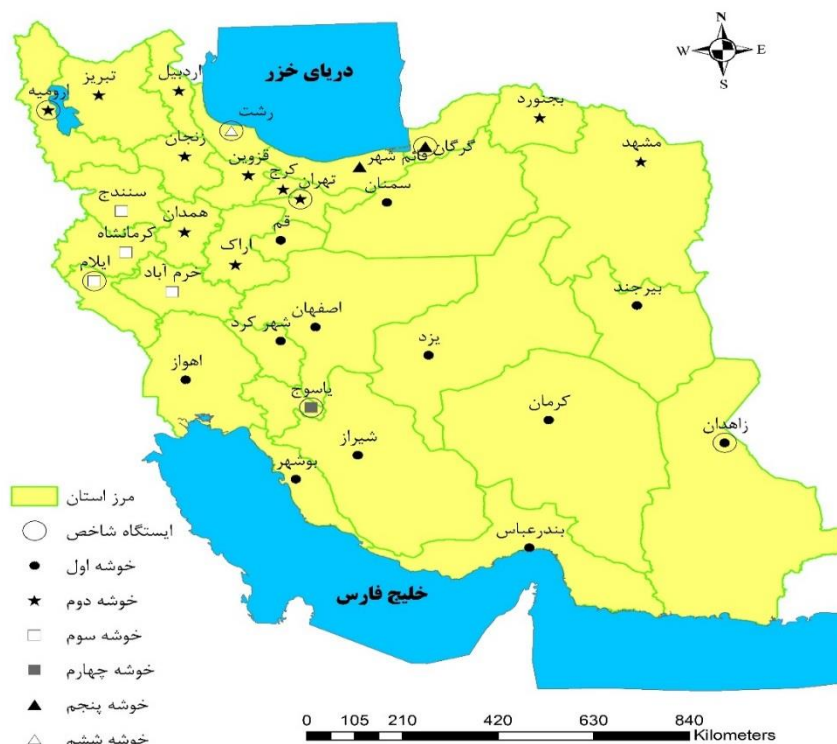 N
W E
S
دریای خزر
اردبیل
تبریز
ارومیه
رشت
بجنورد
مشهد
زنجان
قزوین
کرج
تهران
قائم شهر
گرگان
سمنان
سنندج
همدان
کرمانشاه
قم
اراک
ایلام
خرم آباد
بیرجند
اصفهان
شهر کرد
یزد
اهواز
یاسوج
کرمان
شیراز
زاهدان
بوشهر
بندرعباس
خلیج فارس
مرز استان
ایستگاه شاخص
خوشه اول
خوشه دوم
خوشه سوم
خوشه چهارم
خوشه پنجم
خوشه ششم
0 105 210 420 630 840
Kilometers